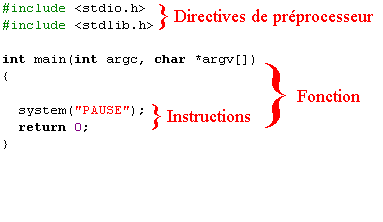 #include <stdio.h>
#include <stdlib.h>
Directives de préprocesseur
int main(int argc, char *argv[])
{
Fonction
system("PAUSE");
return 0;
Instructions
}